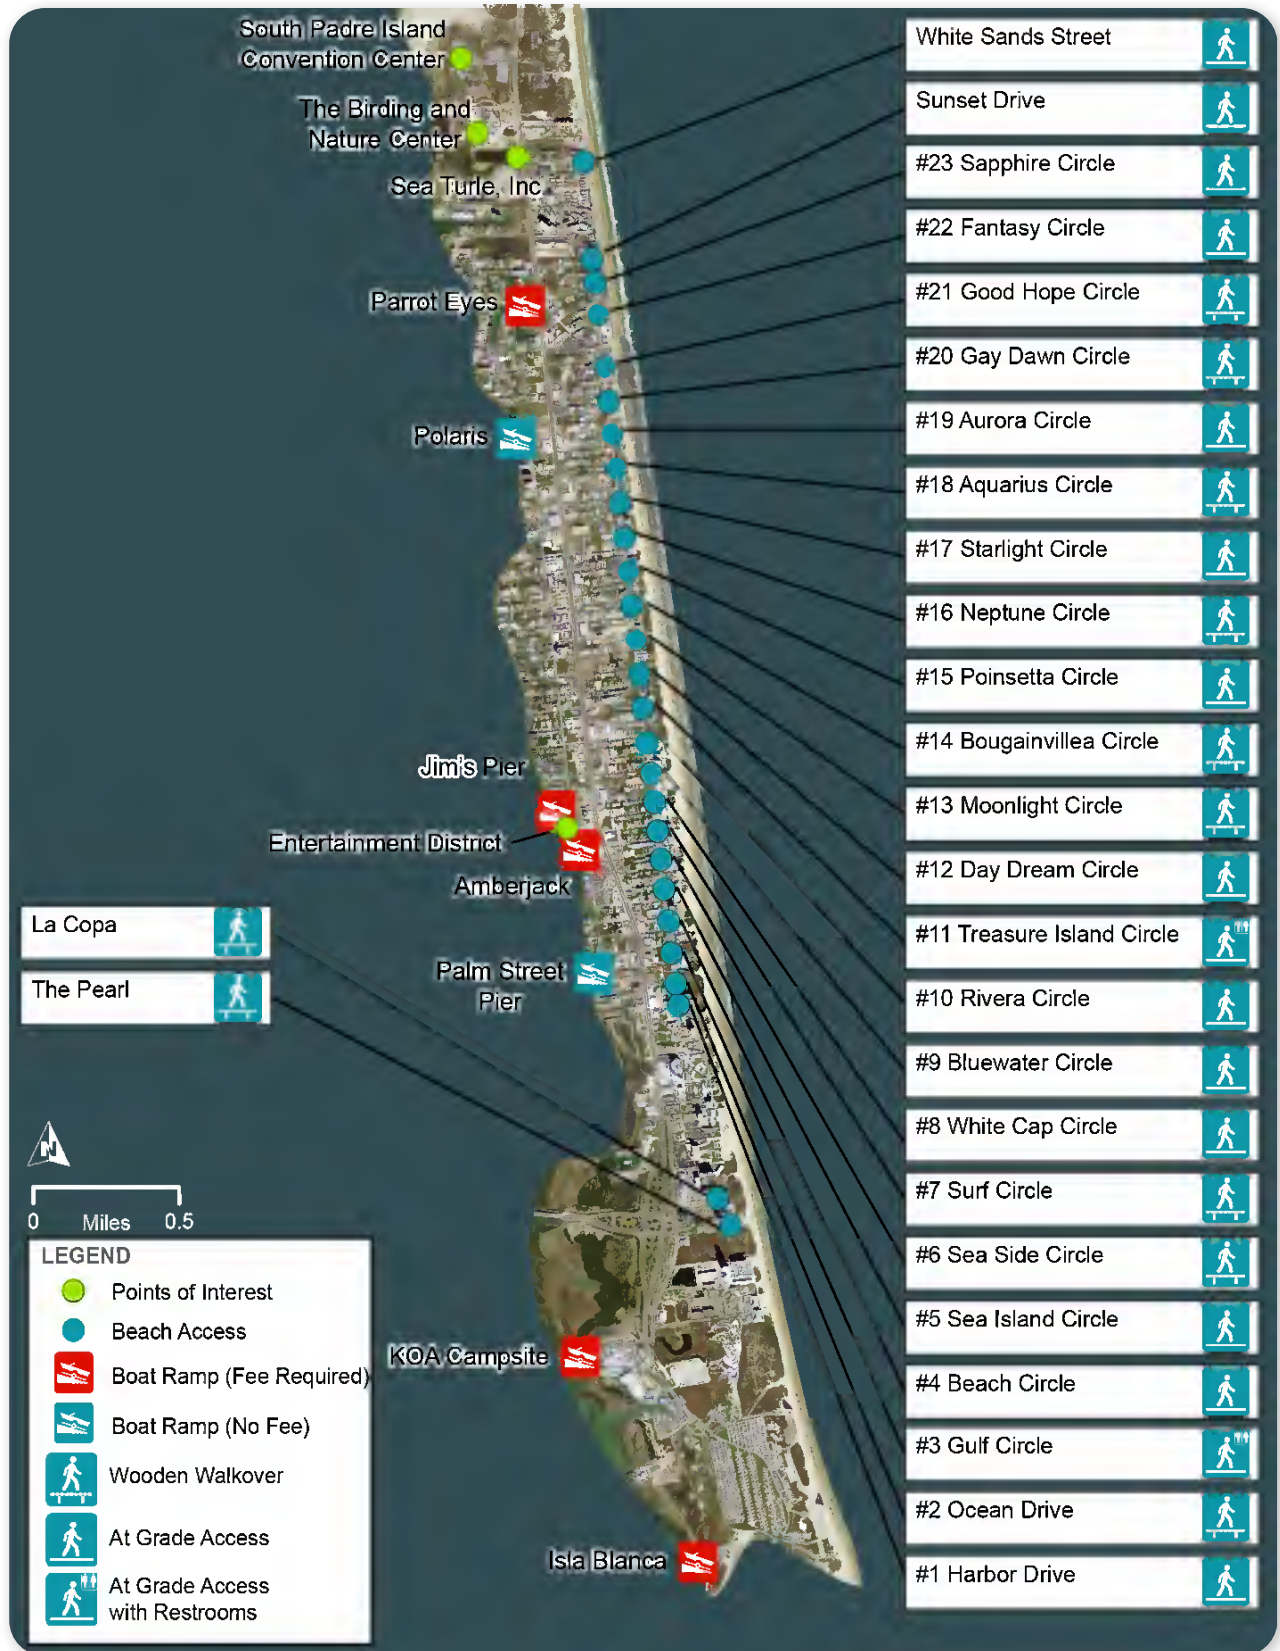 South Padre Island
Convention Center
The Birding and
Nature Center
Sea Turle, Inc
Parrot Eyes
Polaris
Jim's Pier
Entertainment District
Amberjack
La Copa
The Pearl
Palm Street
Pier
N
0 Miles 0.5
LEGEND
Points of Interest
Beach Access
Boat Ramp (Fee Required)
Boat Ramp (No Fee)
Wooden Walkover
At Grade Access
At Grade Access
with Restrooms
KOA Campsite
Isla Blanca
White Sands Street
Sunset Drive
#23 Sapphire Circle
#22 Fantasy Circle
#21 Good Hope Circle
#20 Gay Dawn Circle
#19 Aurora Circle
#18 Aquarius Circle
#17 Starlight Circle
#16 Neptune Circle
#15 Poinsetta Circle
#14 Bougainvillea Circle
#13 Moonlight Circle
#12 Day Dream Circle
#11 Treasure Island Circle
#10 Rivera Circle
#9 Bluewater Circle
#8 White Cap Circle
#7 Surf Circle
#6 Sea Side Circle
#5 Sea Island Circle
#4 Beach Circle
#3 Gulf Circle
#2 Ocean Drive
#1 Harbor Drive